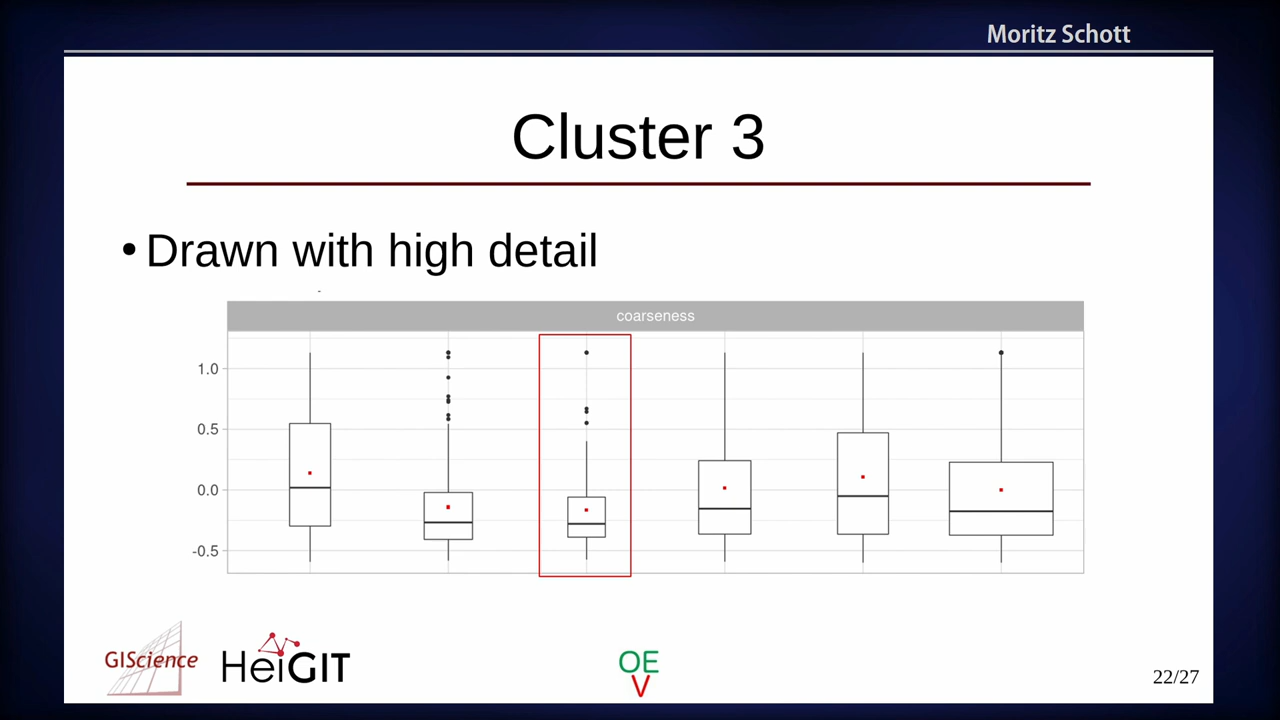 Moritz Schott
Cluster 3
• Drawn with high detail
coarseness
1.0
0.5
0.0
-0.5
GIScience
HeiGIT
OE
V
22/27